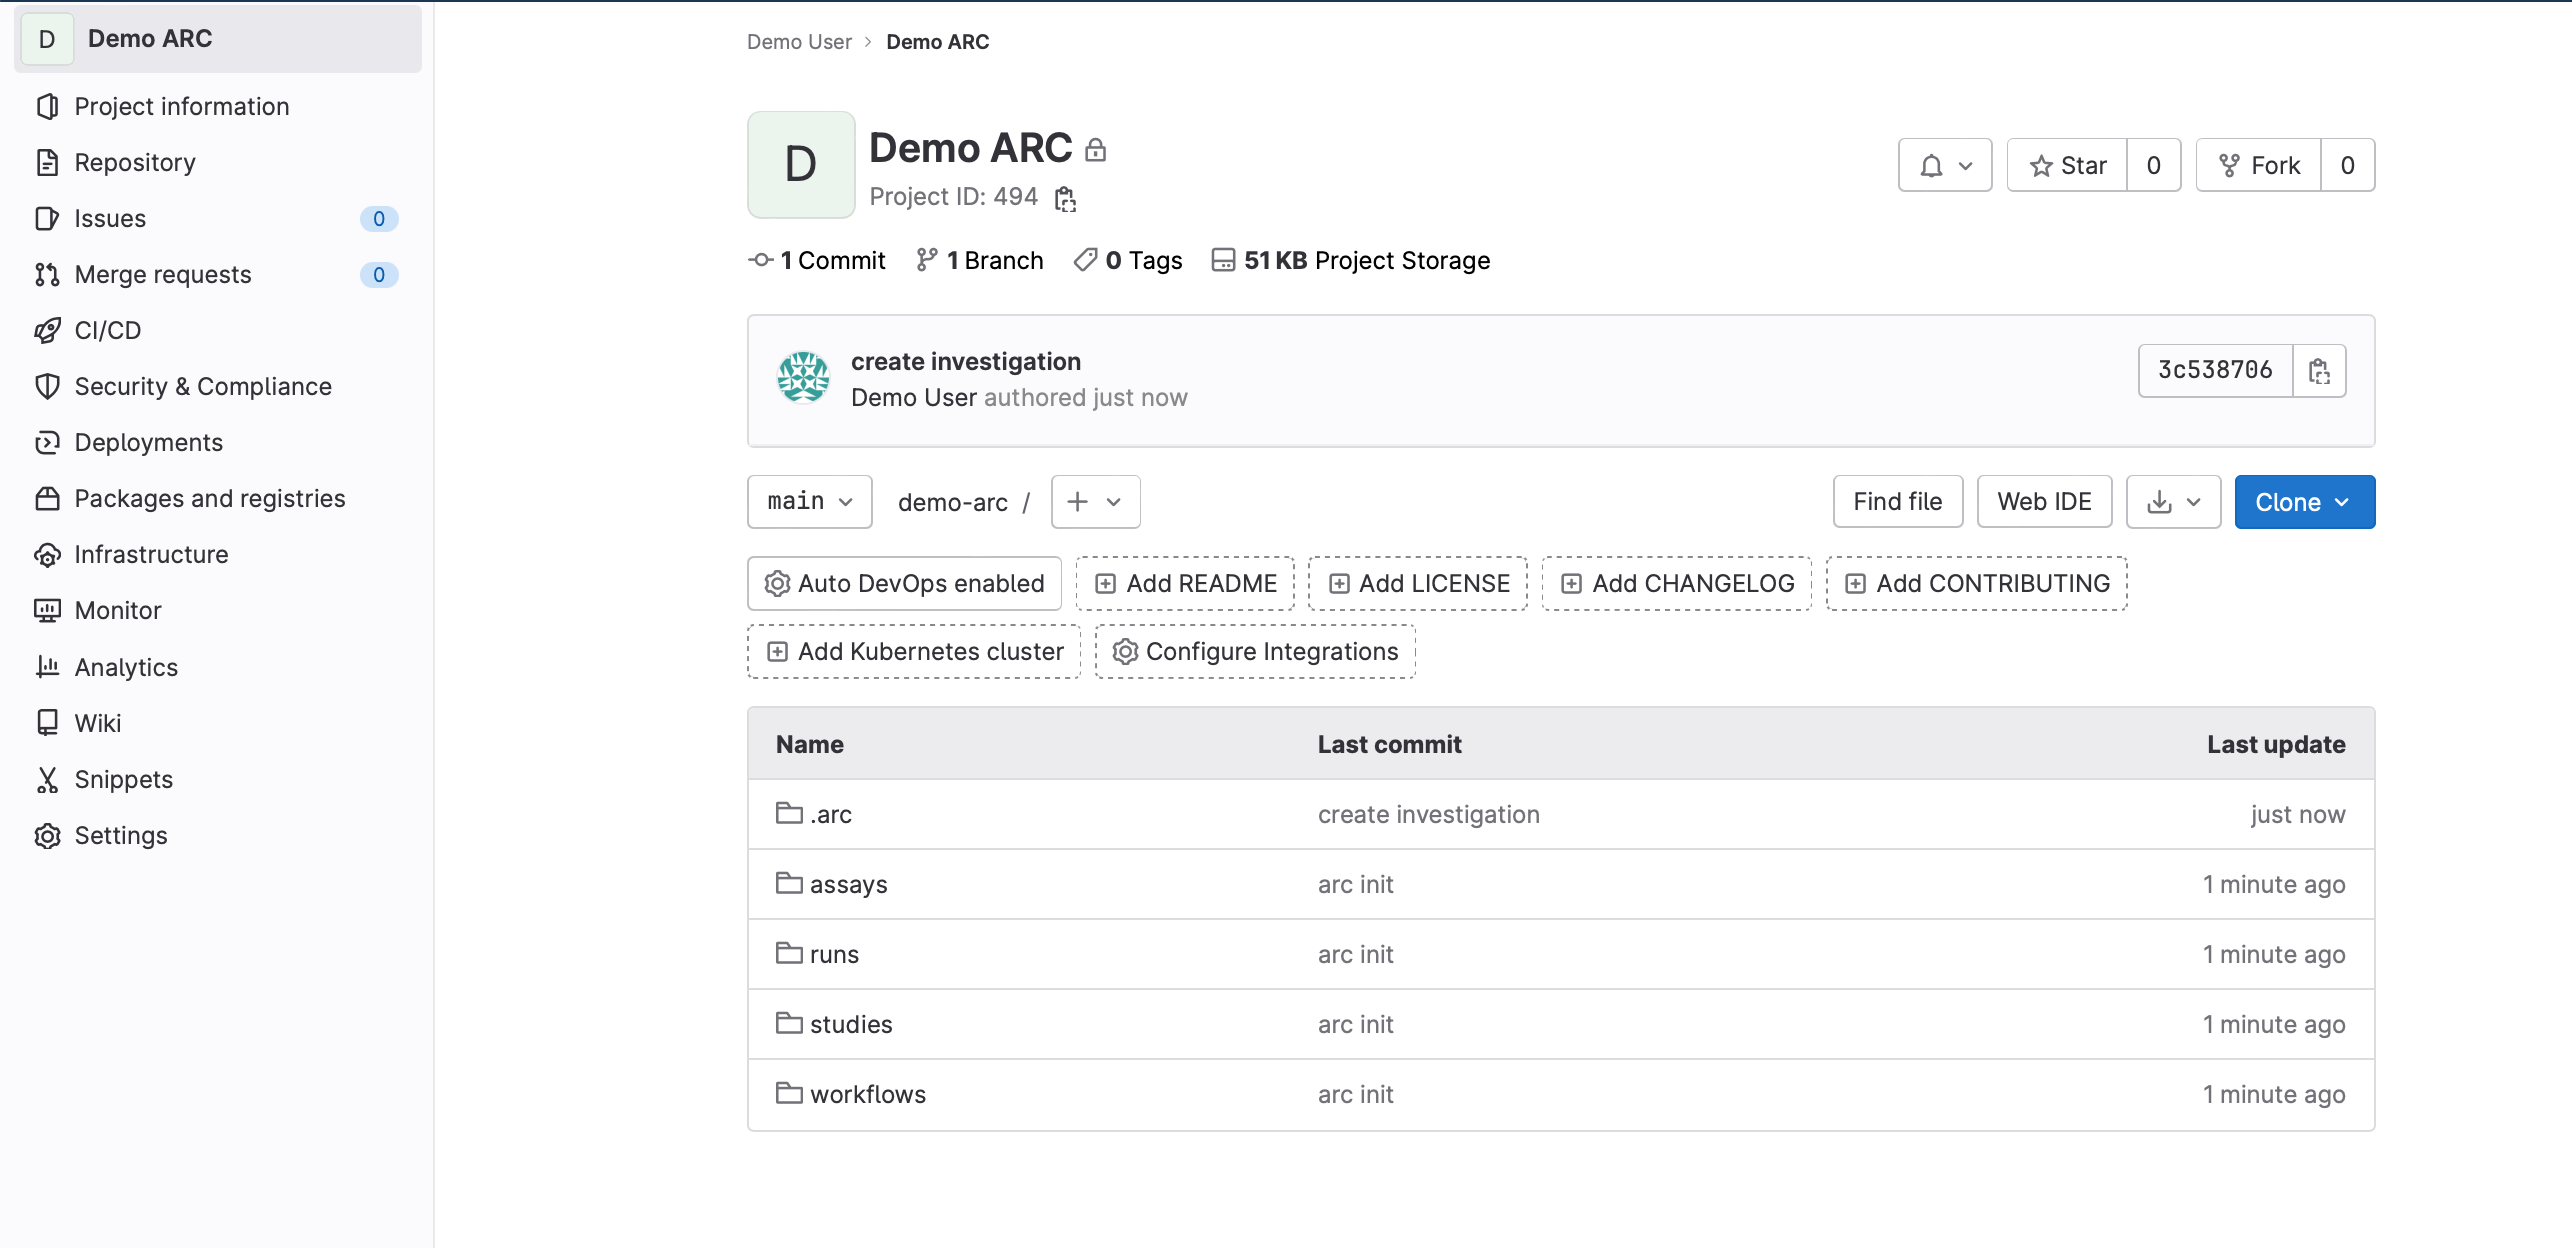 D Demo ARC
Project information
Repository
Issues 0
Merge requests 0
CI/CD
Security & Compliance
Deployments
Packages and registries
Infrastructure
Monitor
Analytics
Wiki
Snippets
Settings
Demo User > Demo ARC
D
Demo ARC
Project ID: 494
Star 0 Fork 0
1 Commit 1 Branch 0 Tags 51 KB Project Storage
create investigation
Demo User authored just now
3c538706
main demo-arc / + Find file Web IDE Clone
Auto DevOps enabled Add README Add LICENSE Add CHANGELOG Add CONTRIBUTING
Add Kubernetes cluster Configure Integrations
Name Last commit Last update
.arc create investigation just now
assays arc init 1 minute ago
runs arc init 1 minute ago
studies arc init 1 minute ago
workflows arc init 1 minute ago